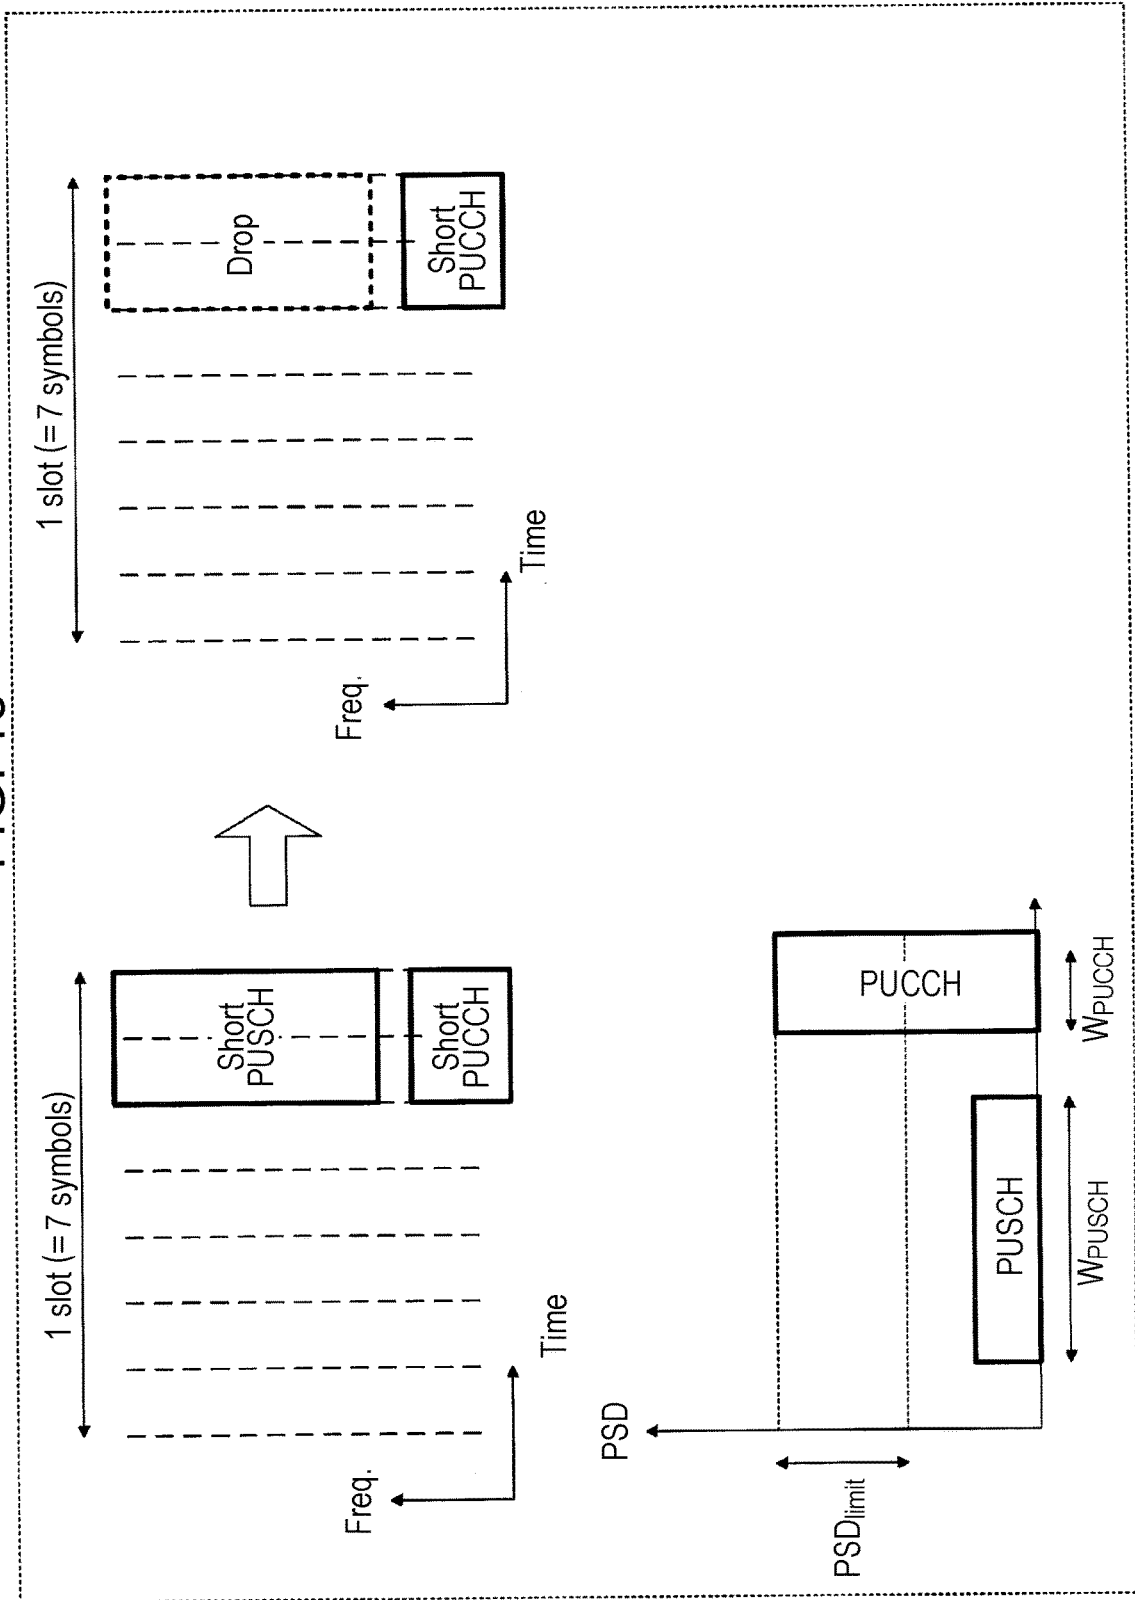 1 slot (= 7 symbols)
Short
PUSCH
Short
PUCCH
Freq.
Time
1 slot (= 7 symbols)
Drop
Short
PUCCH
Freq.
Time
PSD
PSDlimit
PUSCH
PUCCH
WPUSCH
WPUCCH